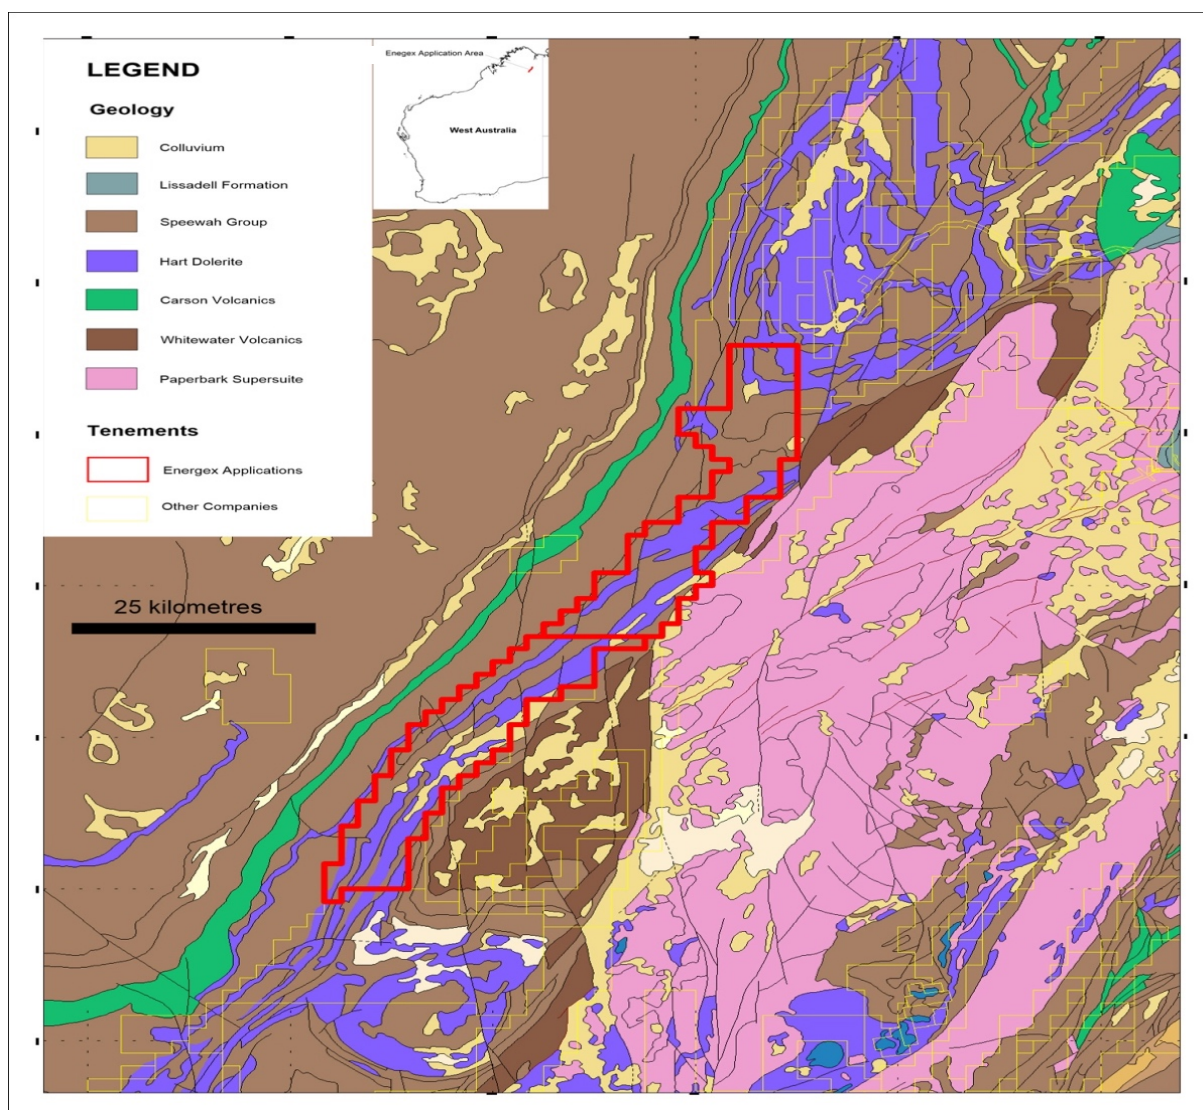 LEGEND
Geology
Colluvium
Lissadell Formation
Speewah Group
Hart Dolerite
Carson Volcanics
Whitewater Volcanics
Paperbark Supersuite
Tenements
Energex Applications
Other Companies
Enegex Application Area
West Australia
25 kilometres